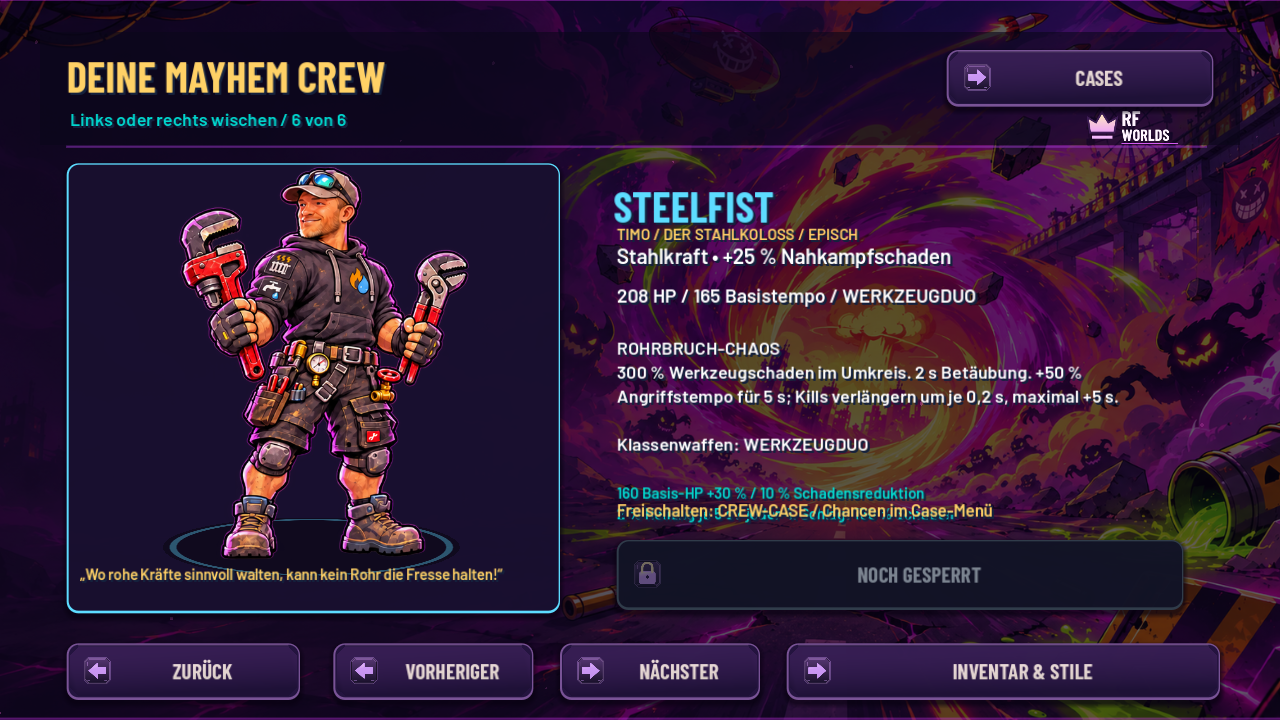 DEINE MAYHEM CREW
Links oder rechts wischen / 6 von 6
CASES
RF
WORLDS
STEELFIST
TIMO / DER STAHLKOLOSS / EPISCH
Stahlkraft • +25 % Nahkampfschaden
208 HP / 165 Basistempo / WERKZEUGDUO
ROHRBRUCH-CHAOS
300 % Werkzeugschaden im Umkreis. 2 s Betäubung. +50 %
Angriffstempo für 5 s; Kills verlängern um je 0,2 s, maximal +5 s.
Klassenwaffen: WERKZEUGDUO
160 Basis-HP +30 % / 10 % Schadensreduktion
Freischalten: CREW-CASE / Chancen im Case-Menü
„Wo rohe Kräfte sinnvoll walten, kann kein Rohr die Fresse halten!“
NOCH GESPERRT
ZURÜCK
VORHERIGER
NÄCHSTER
INVENTAR & STILE